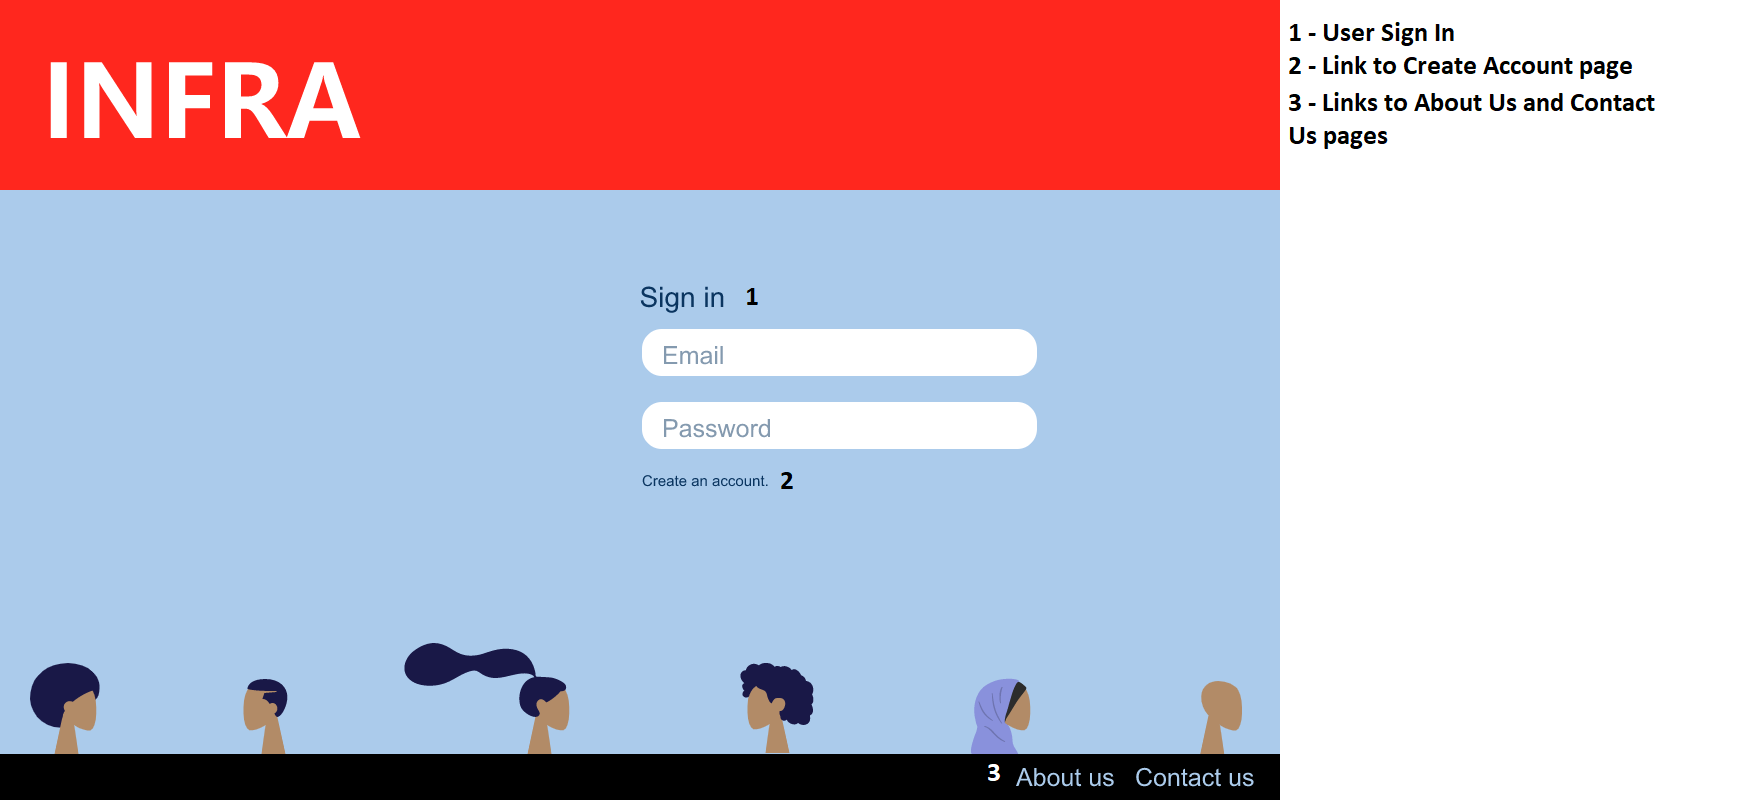 INFRA
Sign in 1
Email
Password
Create an account. 2
3 About us Contact us
1 - User Sign In
2 - Link to Create Account page
3 - Links to About Us and Contact
Us pages